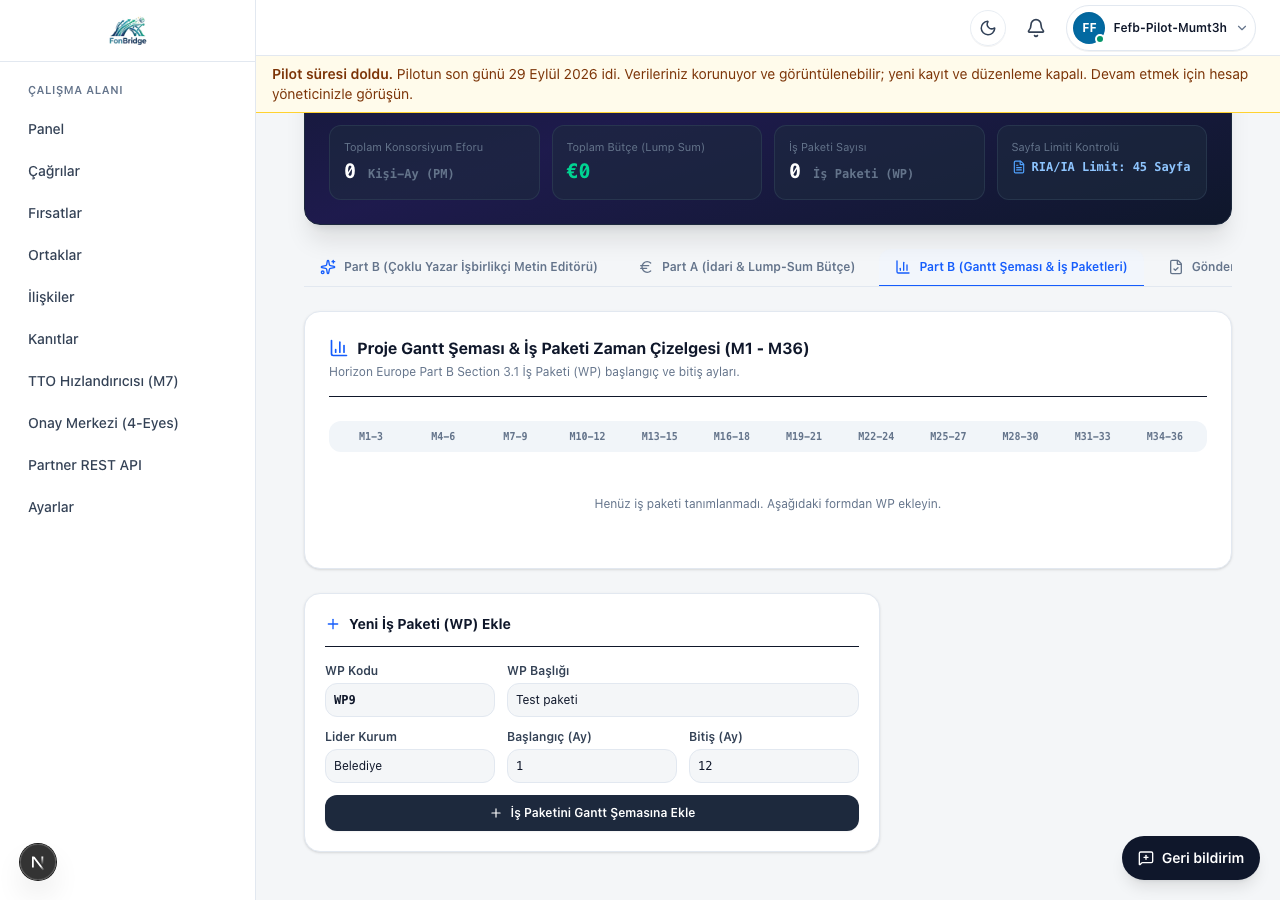 FonBridge
FF
Fefb-Pilot-Mumt3h
Pilot süresi doldu. Pilotun son günü 29 Eylül 2026 idi. Verileriniz korunuyor ve görüntülenebilir; yeni kayıt ve düzenleme kapalı. Devam etmek için hesap
yöneticinizle görüşün.
ÇALIŞMA ALANI
Panel
Çağrılar
Fırsatlar
Ortaklar
İlişkiler
Kanıtlar
TTO Hızlandırıcısı (M7)
Onay Merkezi (4-Eyes)
Partner REST API
Ayarlar
Toplam Konsorsiyum Eforu
0 Kişi-Ay (PM)
Toplam Bütçe (Lump Sum)
€0
İş Paketi Sayısı
0 İş Paketi (WP)
Sayfa Limiti Kontrolü
RIA/IA Limit: 45 Sayfa
Part B (Çoklu Yazar İşbirlikçi Metin Editörü)
Part A (İdari & Lump-Sum Bütçe)
Part B (Gantt Şeması & İş Paketleri)
Gönder
Proje Gantt Şeması & İş Paketi Zaman Çizelgesi (M1 - M36)
Horizon Europe Part B Section 3.1 İş Paketi (WP) başlangıç ve bitiş ayları.
M1-3 M4-6 M7-9 M10-12 M13-15 M16-18 M19-21 M22-24 M25-27 M28-30 M31-33 M34-36
Henüz iş paketi tanımlanmadı. Aşağıdaki formdan WP ekleyin.
Yeni İş Paketi (WP) Ekle
WP Kodu
WP9
WP Başlığı
Test paketi
Lider Kurum
Belediye
Başlangıç (Ay)
1
Bitiş (Ay)
12
İş Paketini Gantt Şemasına Ekle
N
Geri bildirim